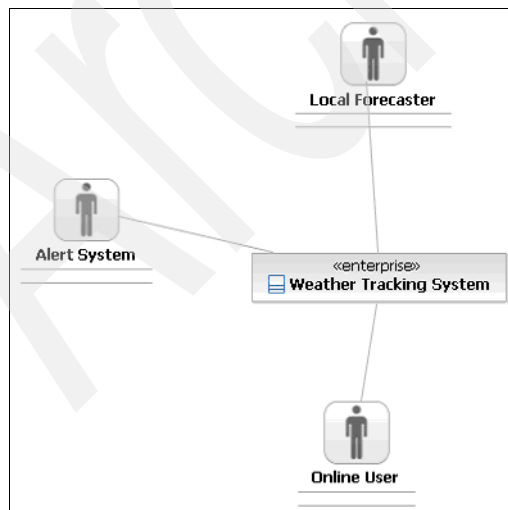 Local Forecaster
Alert System
«enterprise»
Weather Tracking System
Online User